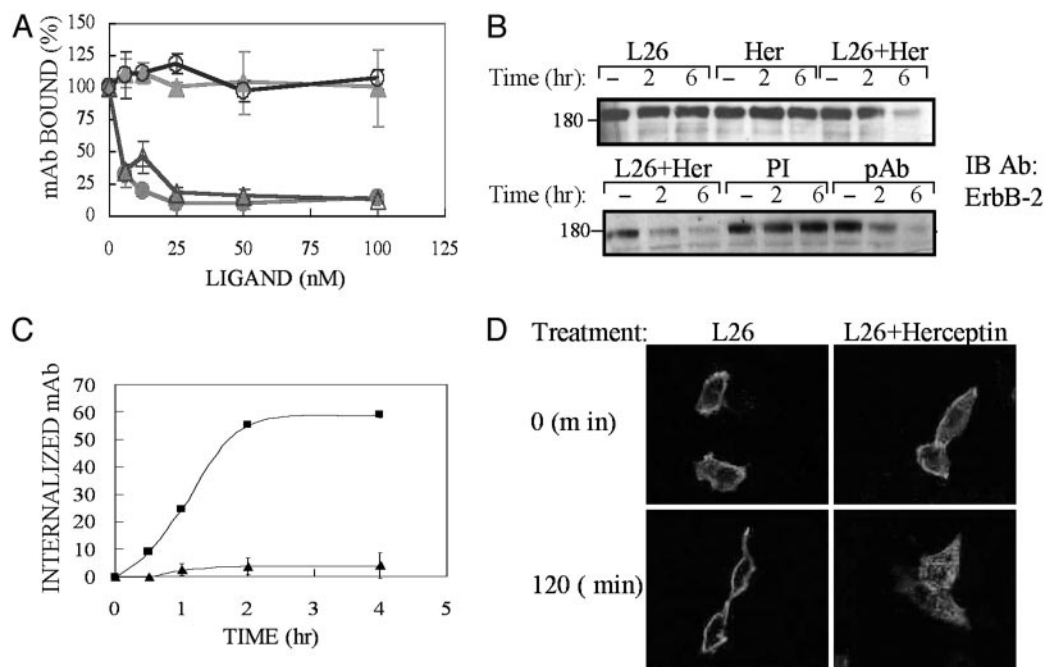 A
mAb BOUND (%)
150
125
100
75
50
25
0
0 25 50 75 100 125
LIGAND (nM)
B
L26 Her L26+Her
Time (hr): – 2 6 – 2 6 – 2 6
180
L26+Her PI pAb
Time (hr): – 2 6 – 2 6 – 2 6
180
IB Ab:
ErbB-2
C
INTERNALIZED mAb
70
60
50
40
30
20
10
0
0 1 2 3 4 5
TIME (hr)
D
Treatment: L26 L26+Herceptin
0 (m in)
120 ( min)